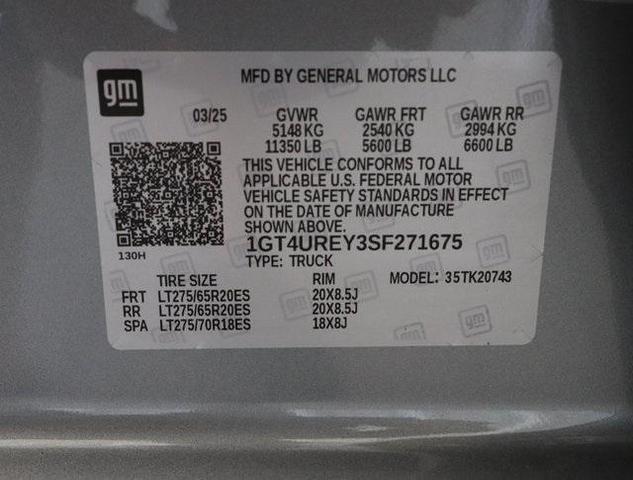 gm
MFD BY GENERAL MOTORS LLC
03/25 GVWR GAWR FRT GAWR RR
5148 KG 2540 KG 2994 KG
11350 LB 5600 LB 6600 LB
THIS VEHICLE CONFORMS TO ALL
APPLICABLE U.S. FEDERAL MOTOR
VEHICLE SAFETY STANDARDS IN EFFECT
ON THE DATE OF MANUFACTURE
SHOWN ABOVE.
130H
1GT4UREY3SF271675
TYPE: TRUCK
TIRE SIZE RIM MODEL: 35TK20743
FRT LT275/65R20ES 20X8.5J
RR LT275/65R20ES 20X8.5J
SPA LT275/70R18ES 18X8J